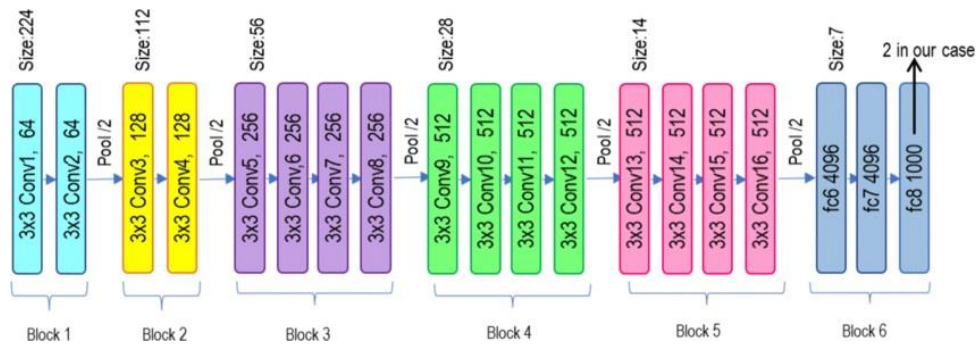 Size:224
3x3 Conv1, 64
3x3 Conv2, 64
Pool /2
Size:112
3x3 Conv3, 128
3x3 Conv4, 128
Pool /2
Size:56
3x3 Conv5, 256
3x3 Conv,6 256
3x3 Conv7, 256
3x3 Conv8, 256
Pool /2
Size:28
3x3 Conv9, 512
3x3 Conv10, 512
3x3 Conv11, 512
3x3 Conv12, 512
Pool /2
Size:14
3x3 Conv13, 512
3x3 Conv14, 512
3x3 Conv15, 512
3x3 Conv16, 512
Pool /2
Size:7
2 in our case
fc6 4096
fc7 4096
fc8 1000
Block 1
Block 2
Block 3
Block 4
Block 5
Block 6